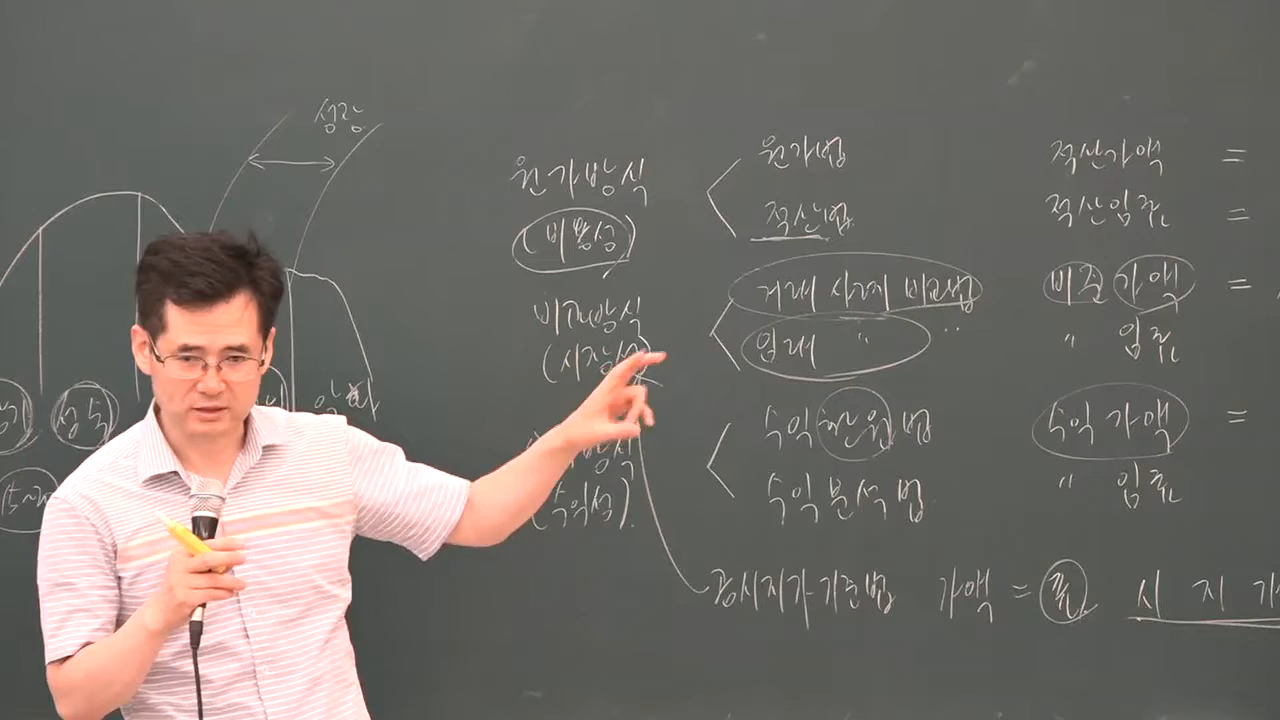 성장
성숙
원가방식
(비용성)
비교방식
(시장성
방식
(수익성)
원가법
적산법
거래 사례 비교법
임대 〃 〃
수익 환원 법
수익 분석 법
공시지가기준법 가액 = 표 시 지
적산가액 =
적산임료 =
비준 가액 =
〃 임료
수익 가액 =
〃 임료